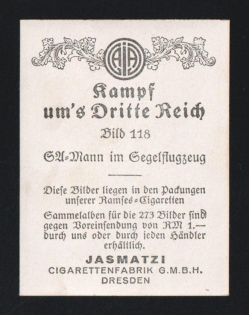 AJA
Kampf
um's Dritte Reich
Bild 118
SA-Mann im Segelflugzeug
Diese Bilder liegen in den Packungen
unserer Ramses-Cigaretten
Sammelalben für die 273 Bilder sind
gegen Voreinsendung von RM 1.—
durch uns oder durch jeden Händler
erhältlich.
JASMATZI
CIGARETTENFABRIK G.M.B.H.
DRESDEN